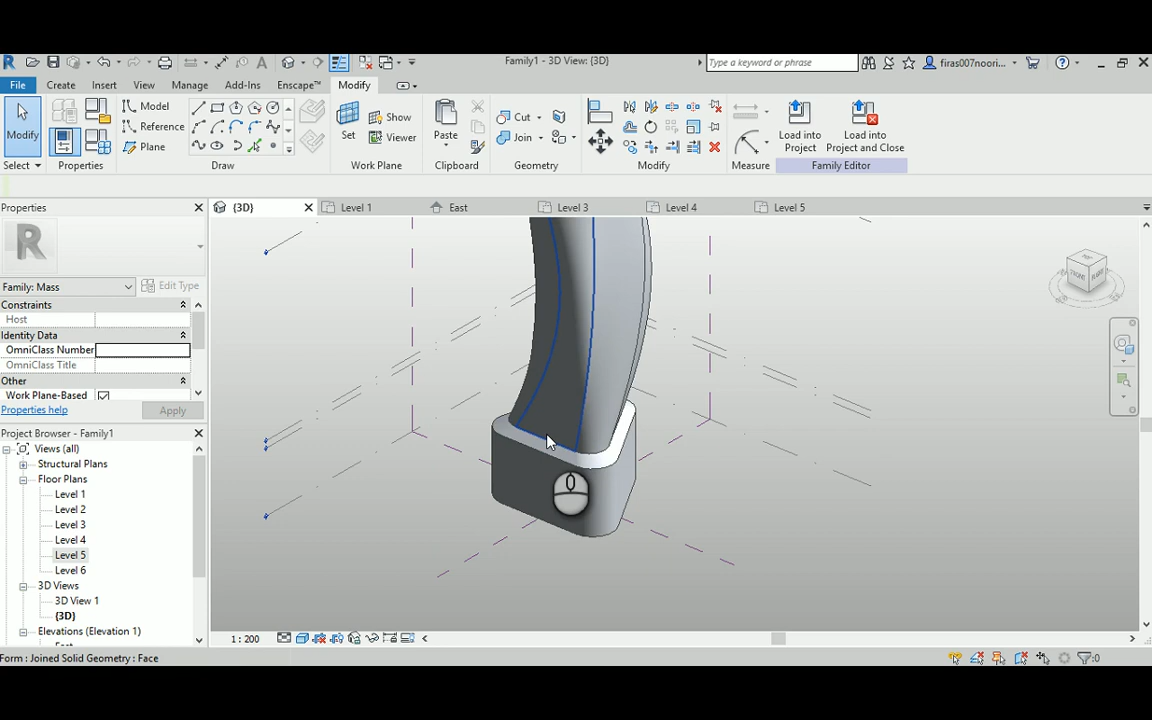 Family1 - 3D View: {3D}
Type a keyword or phrase
firas007noori...
File
Create
Insert
View
Manage
Add-Ins
Enscape™
Modify
Modify
Model
Reference
Plane
Set
Show
Viewer
Paste
Cut
Join
Load into
Project
Load into
Project and Close
Select
Properties
Draw
Work Plane
Clipboard
Geometry
Modify
Measure
Family Editor
Properties
{3D}
Level 1
East
Level 3
Level 4
Level 5
R
Family: Mass
Edit Type
Constraints
Host
Identity Data
OmniClass Number
OmniClass Title
Other
Work Plane-Based
Properties help
Apply
Project Browser - Family1
Views (all)
Structural Plans
Floor Plans
Level 1
Level 2
Level 3
Level 4
Level 5
Level 6
3D Views
3D View 1
{3D}
Elevations (Elevation 1)
1 : 200
Form : Joined Solid Geometry : Face
:0